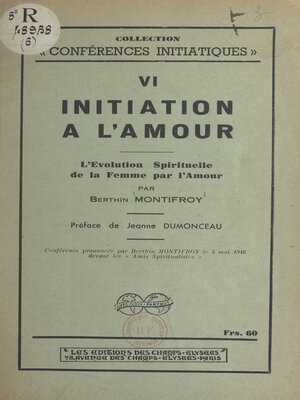 8° R
(6)
COLLECTION
« CONFÉRENCES INITIATIQUES »
VI
INITIATION
A L'AMOUR
L'Evolution Spirituelle
de la Femme par l'Amour
PAR
BERTHIN MONTIFROY
Préface de Jeanne DUMONCEAU
Conférence prononcée par Berthin MONTIFROY le 3 mai 1946
devant les « Amis Spiritualistes »
Frs. 60
LES EDITIONS DES CHAMPS-ELYSEES
78, AVENUE DES CHAMPS-ELYSEES-PARIS